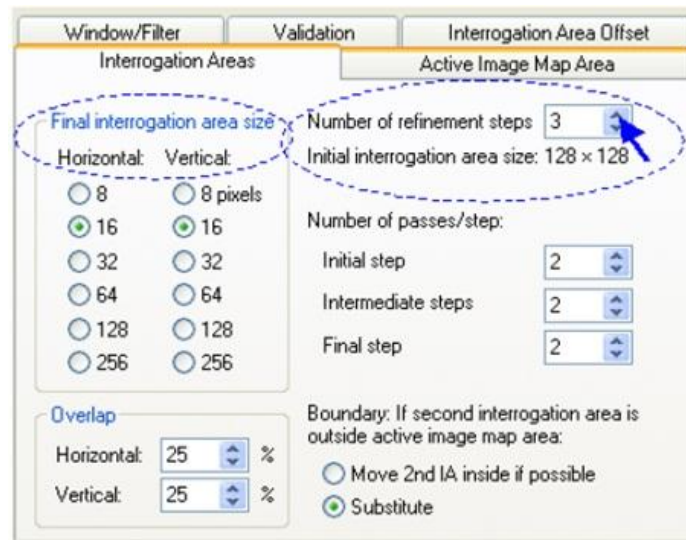 Window/Filter Validation Interrogation Area Offset
Interrogation Areas Active Image Map Area
Final interrogation area size
Horizontal: Vertical:
8 8 pixels
16 16
32 32
64 64
128 128
256 256
Overlap
Horizontal: 25 %
Vertical: 25 %
Number of refinement steps 3
Initial interrogation area size: 128 × 128
Number of passes/step:
Initial step 2
Intermediate steps 2
Final step 2
Boundary: If second interrogation area is
outside active image map area:
Move 2nd IA inside if possible
Substitute